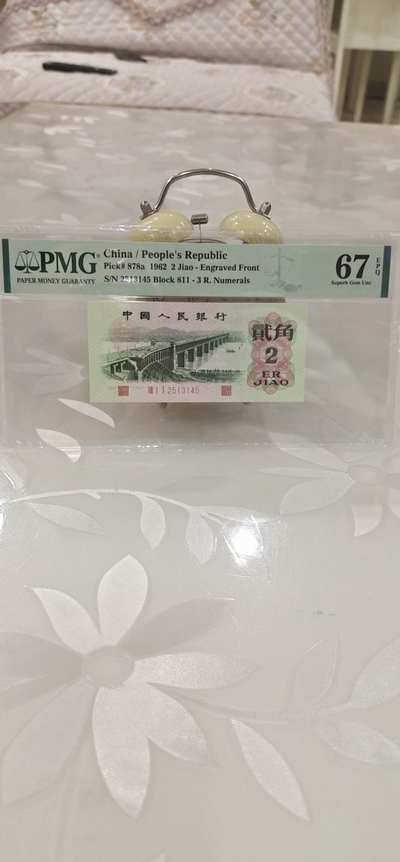 PMG
PAPER MONEY GUARANTY
China / People's Republic
Pick# 878a 1962 2 Jiao - Engraved Front
S/N 2513145 Block 811 - 3 R. Numerals
67 EPQ
Superb Gem Unc
中國人民銀行
貳角
2
ER
JIAO
2513145